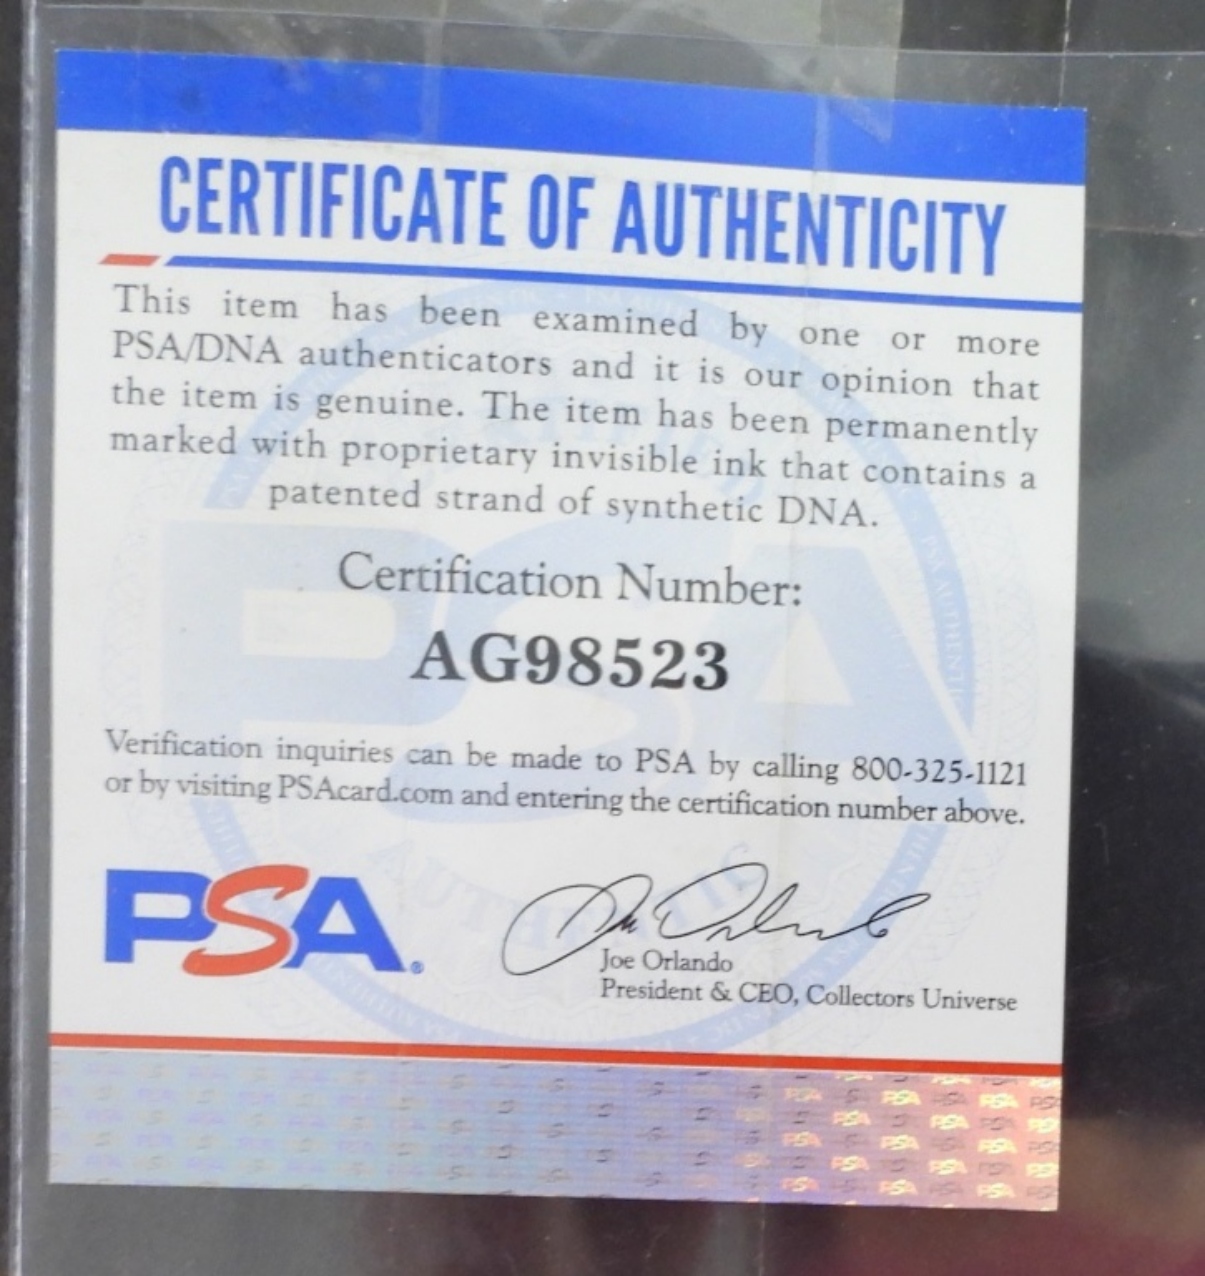 CERTIFICATE OF AUTHENTICITY
This item has been examined by one or more
PSA/DNA authenticators and it is our opinion that
the item is genuine. The item has been permanently
marked with proprietary invisible ink that contains a
patented strand of synthetic DNA.
Certification Number:
AG98523
Verification inquiries can be made to PSA by calling 800-325-1121
or by visiting PSAcard.com and entering the certification number above.
PSA®
Joe Orlando
President & CEO, Collectors Universe